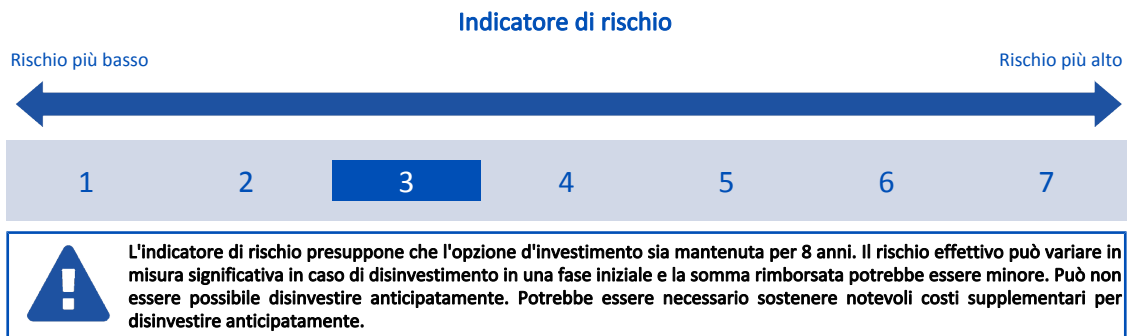 Indicatore di rischio
Rischio più basso
Rischio più alto
1 2 3 4 5 6 7
L'indicatore di rischio presuppone che l'opzione d'investimento sia mantenuta per 8 anni. Il rischio effettivo può variare in
misura significativa in caso di disinvestimento in una fase iniziale e la somma rimborsata potrebbe essere minore. Può non
essere possibile disinvestire anticipatamente. Potrebbe essere necessario sostenere notevoli costi supplementari per
disinvestire anticipatamente.